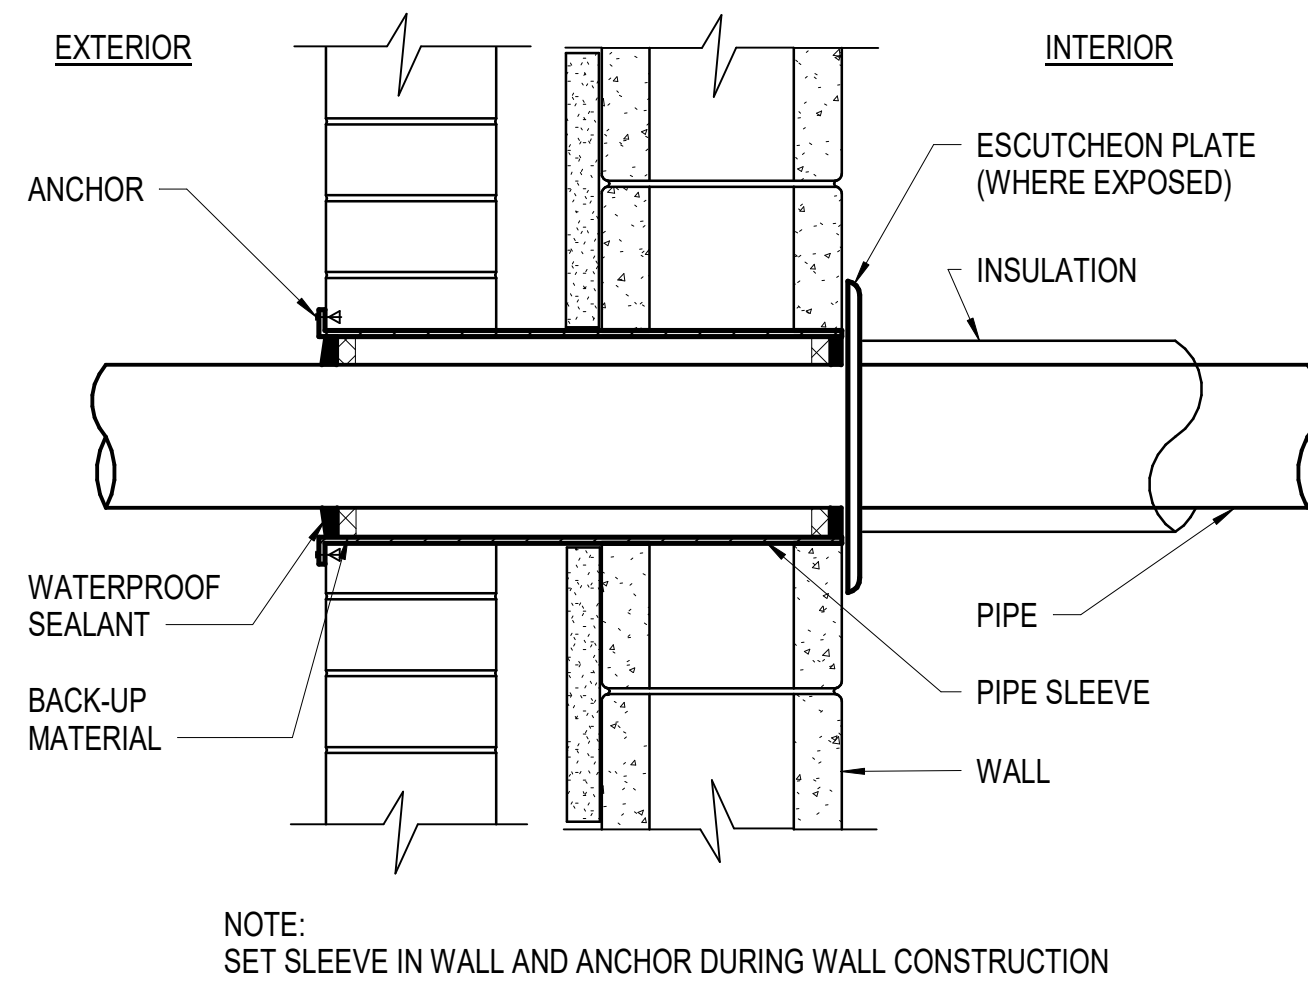 EXTERIOR
INTERIOR
ANCHOR
ESCUTCHEON PLATE
(WHERE EXPOSED)
INSULATION
WATERPROOF
SEALANT
BACK-UP
MATERIAL
PIPE
PIPE SLEEVE
WALL
NOTE:
SET SLEEVE IN WALL AND ANCHOR DURING WALL CONSTRUCTION